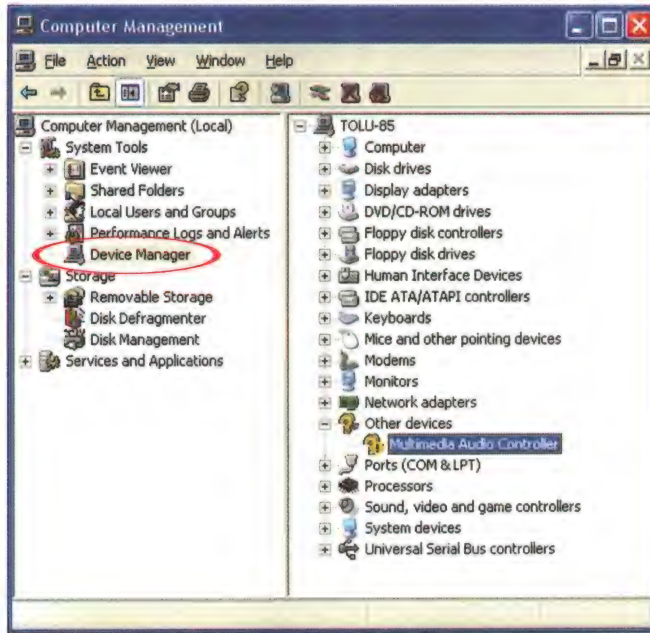 Computer Management
File Action View Window Help
Computer Management (Local)
System Tools
Event Viewer
Shared Folders
Local Users and Groups
Performance Logs and Alerts
Device Manager
Storage
Removable Storage
Disk Defragmenter
Disk Management
Services and Applications
TOLU-85
Computer
Disk drives
Display adapters
DVD/CD-ROM drives
Floppy disk controllers
Floppy disk drives
Human Interface Devices
IDE ATA/ATAPI controllers
Keyboards
Mice and other pointing devices
Modems
Monitors
Network adapters
Other devices
Multimedia Audio Controller
Ports (COM & LPT)
Processors
Sound, video and game controllers
System devices
Universal Serial Bus controllers